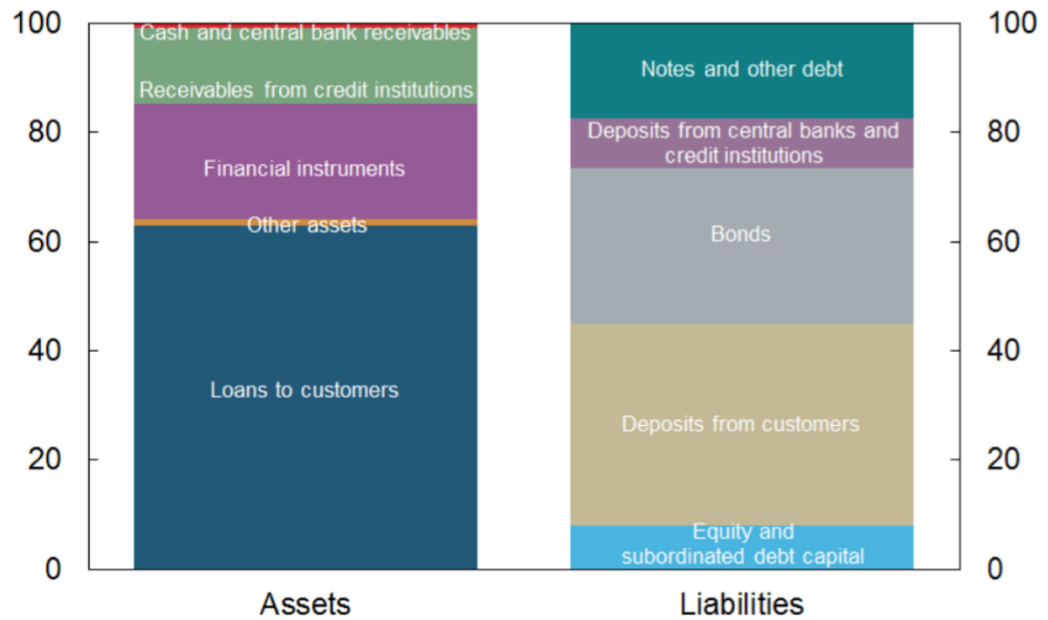 100
80
60
40
20
0
Cash and central bank receivables
Receivables from credit institutions
Financial instruments
Other assets
Loans to customers
Notes and other debt
Deposits from central banks and
credit institutions
Bonds
Deposits from customers
Equity and
subordinated debt capital
100
80
60
40
20
0
Assets
Liabilities